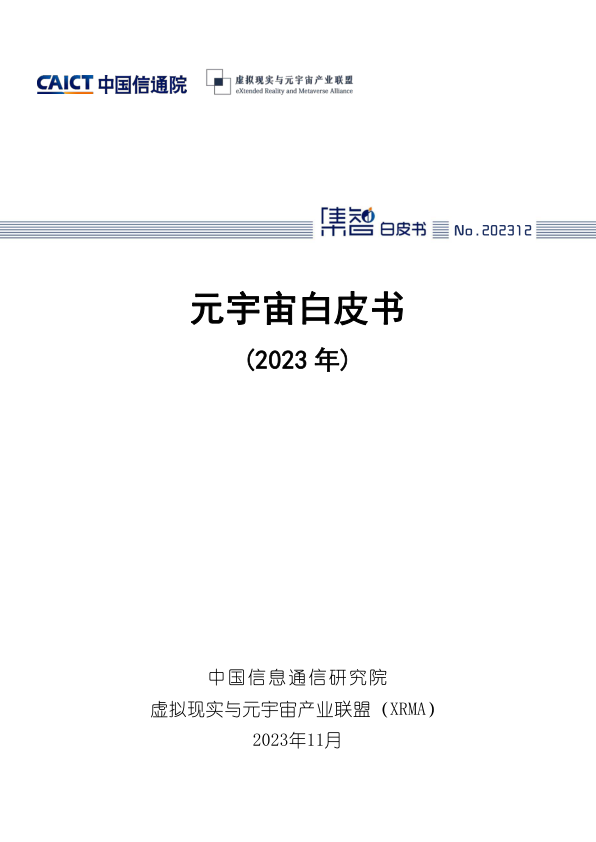 CAICT 中国信通院
虚拟现实与元宇宙产业联盟
eXtended Reality and Metaverse Alliance
集智白皮书 No.202312
元宇宙白皮书
(2023 年)
中国信息通信研究院
虚拟现实与元宇宙产业联盟（XRMA）
2023年11月